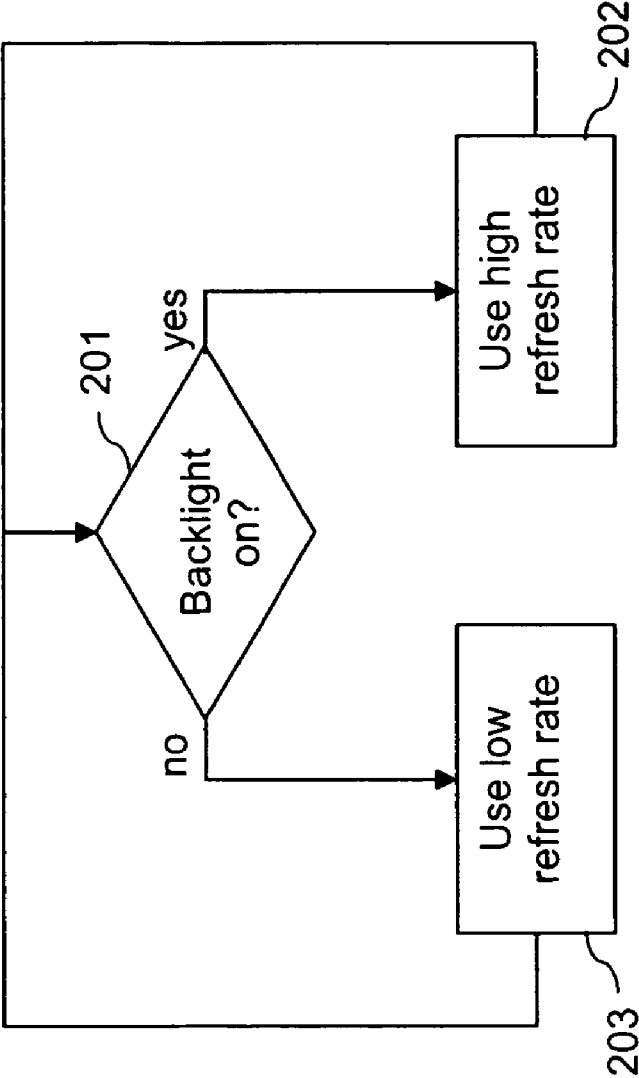 201
Backlight
on?
no
yes
Use low
refresh rate
Use high
refresh rate
203
202